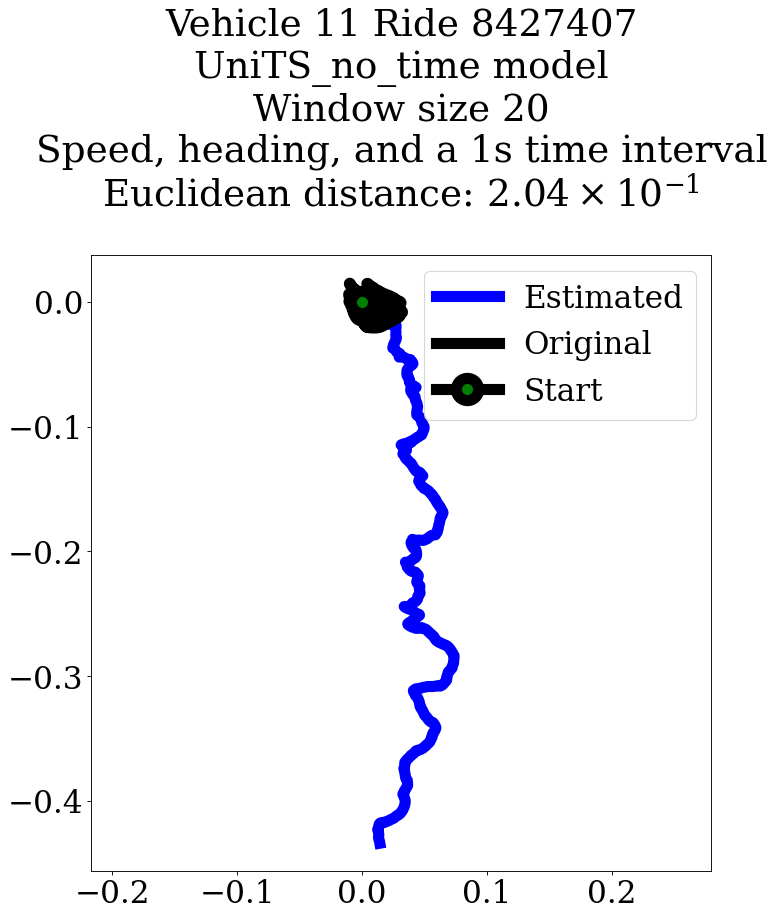 Vehicle 11 Ride 8427407
UniTS_no_time model
Window size 20
Speed, heading, and a 1s time interval
Euclidean distance: 2.04 × 10⁻¹
Estimated
Original
Start
0.0
−0.1
−0.2
−0.3
−0.4
−0.2 −0.1 0.0 0.1 0.2